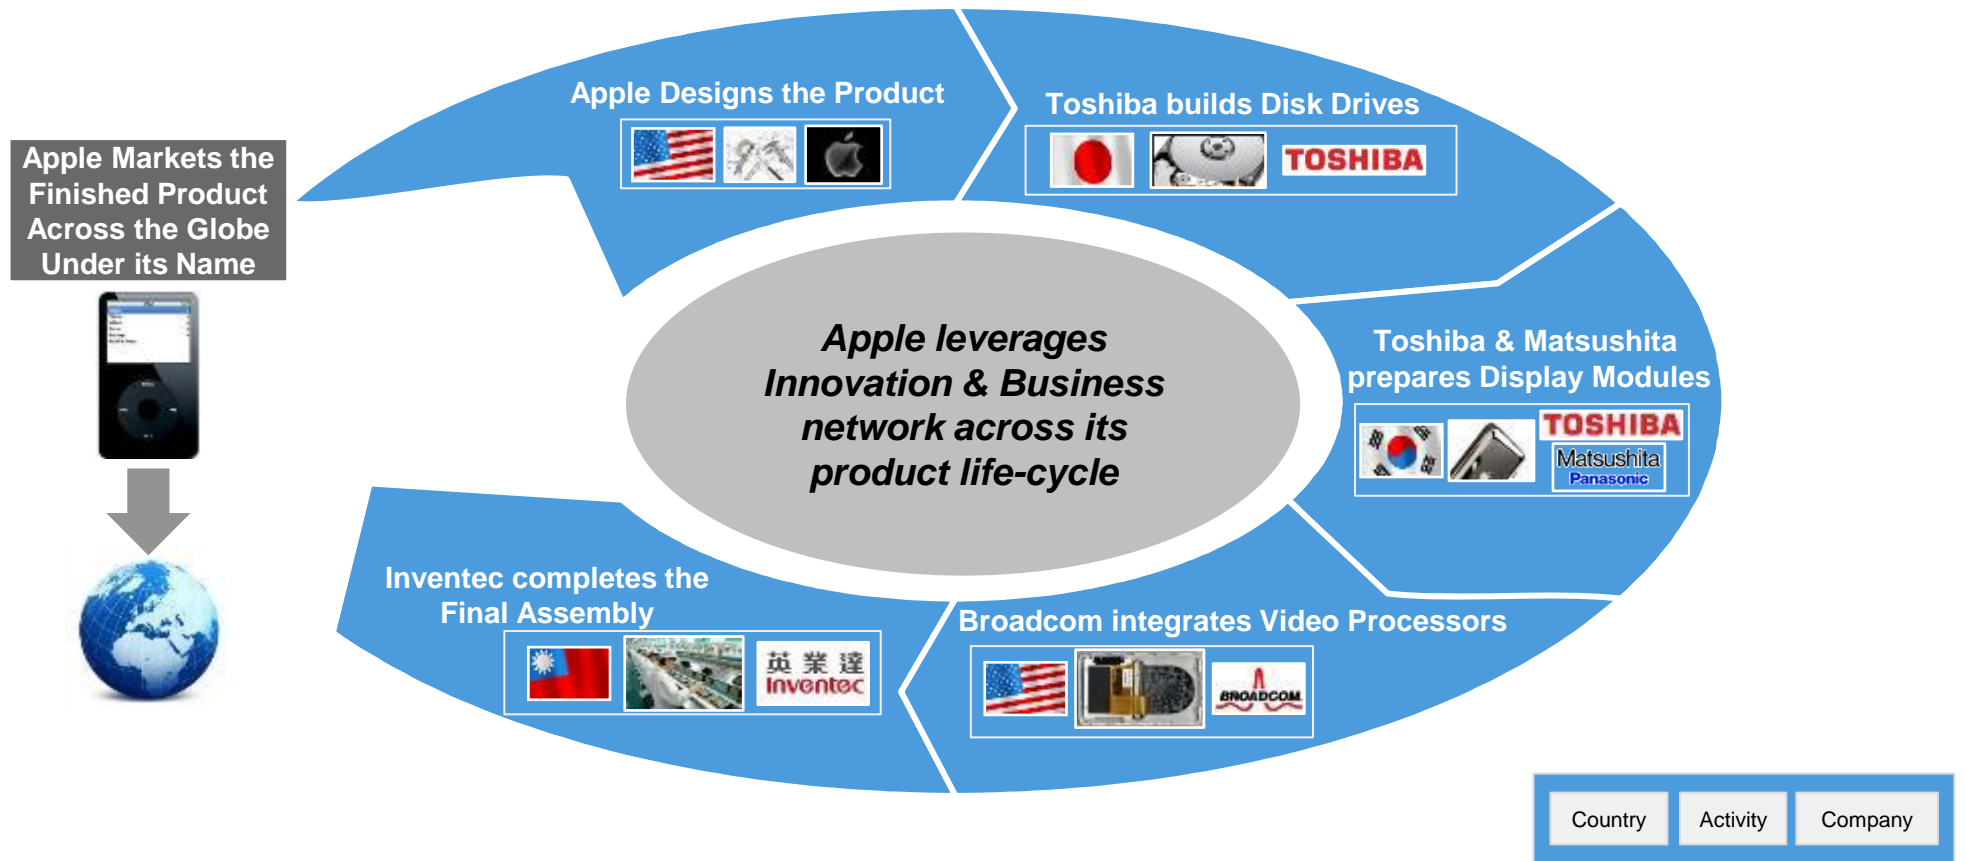 Apple Designs the Product
Toshiba builds Disk Drives
TOSHIBA
Apple Markets the
Finished Product
Across the Globe
Under its Name
Apple leverages
Innovation & Business
network across its
product life-cycle
Toshiba & Matsushita
prepares Display Modules
TOSHIBA
Matsushita
Panasonic
Inventec completes the
Final Assembly
英業達
Inventec
Broadcom integrates Video Processors
BROADCOM
Country
Activity
Company